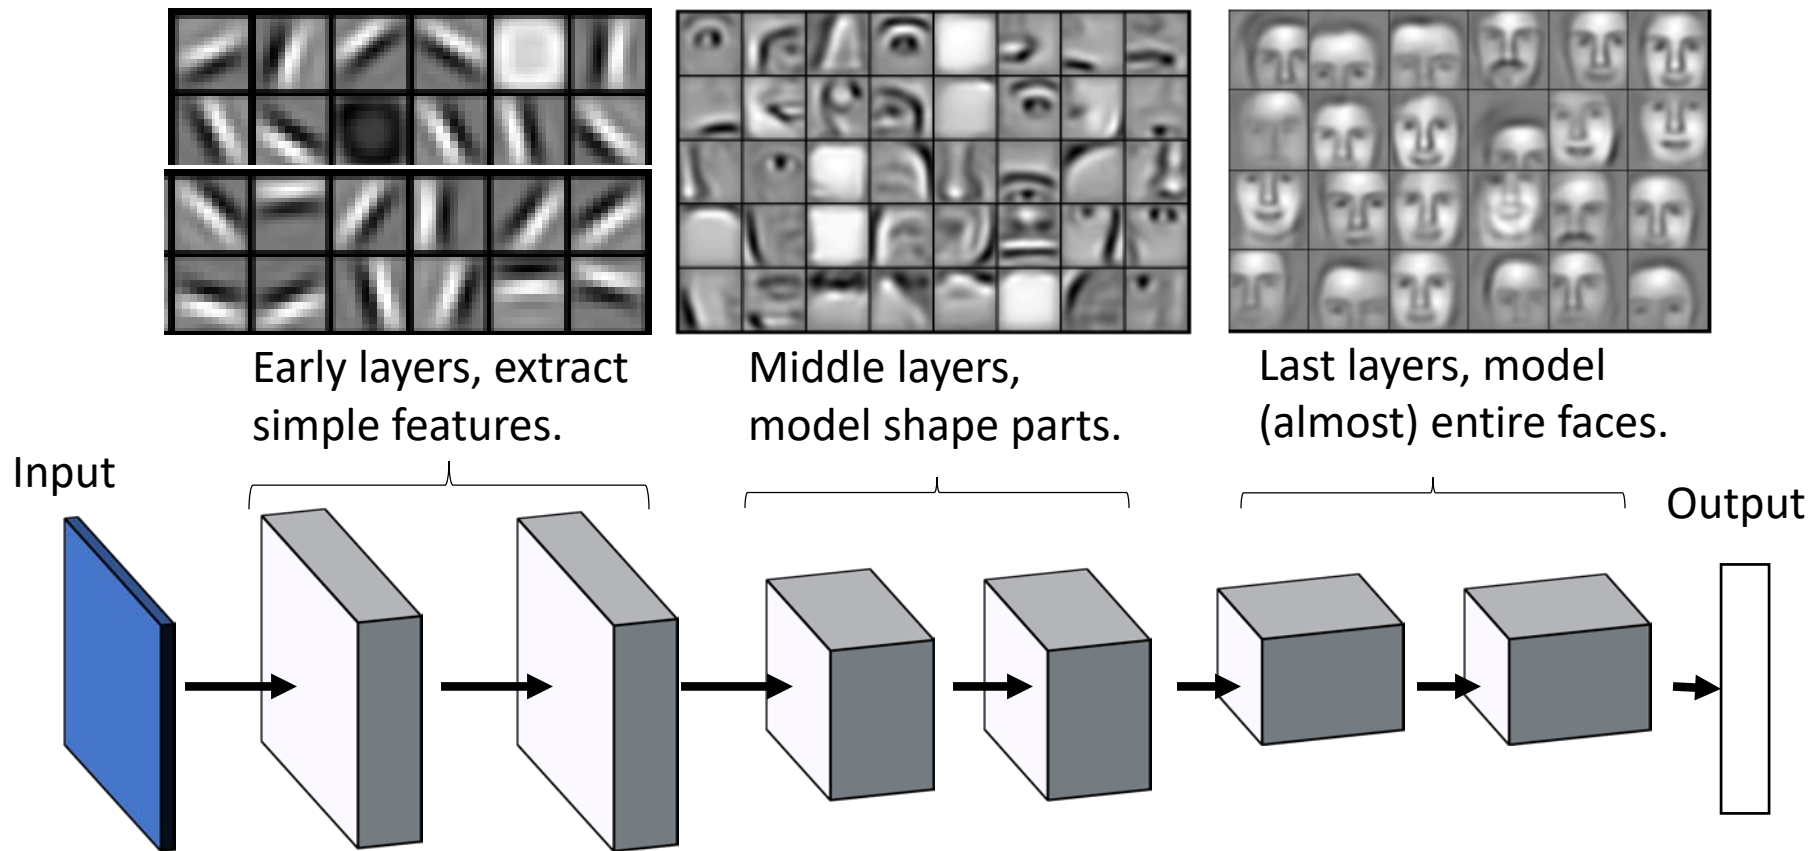 Early layers, extract
simple features.
Middle layers,
model shape parts.
Last layers, model
(almost) entire faces.
Input
Output